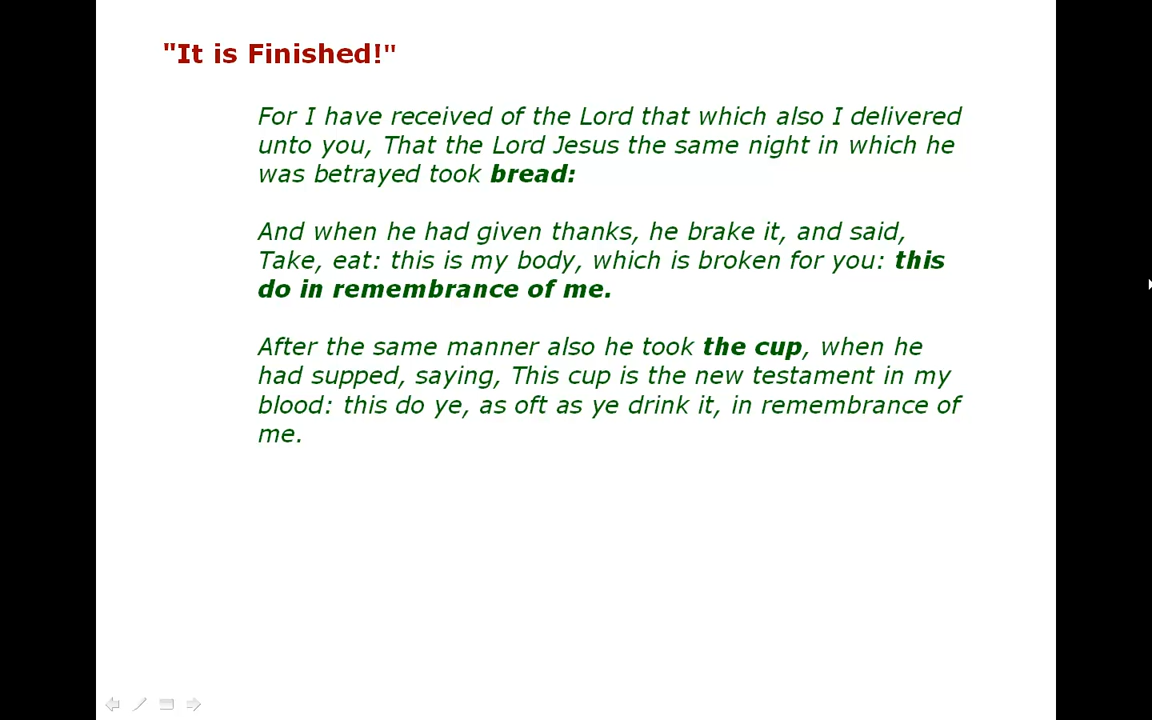 "It is Finished!"
For I have received of the Lord that which also I delivered
unto you, That the Lord Jesus the same night in which he
was betrayed took bread:
And when he had given thanks, he brake it, and said,
Take, eat: this is my body, which is broken for you: this
do in remembrance of me.
After the same manner also he took the cup, when he
had supped, saying, This cup is the new testament in my
blood: this do ye, as oft as ye drink it, in remembrance of
me.